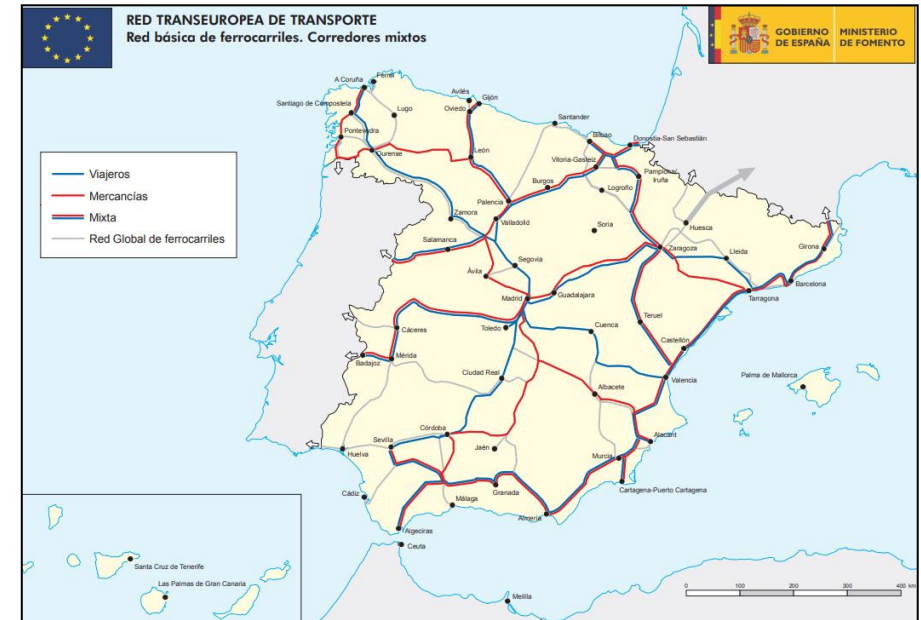 RED TRANSEUROPEA DE TRANSPORTE
Red básica de ferrocarriles. Corredores mixtos
GOBIERNO MINISTERIO
DE ESPAÑA DE FOMENTO
Viajeros
Mercancías
Mixta
Red Global de ferrocarriles
A Coruña
Ferrol
Santiago de Compostela
Lugo
Pontevedra
Ourense
Avilés
Gijón
Oviedo
León
Santander
Bilbao
Donostia-San Sebastián
Vitoria-Gasteiz
Pamplona/
Iruña
Burgos
Logroño
Palencia
Huesca
Zamora
Valladolid
Soria
Zaragoza
Lleida
Girona
Salamanca
Segovia
Barcelona
Ávila
Tarragona
Madrid
Guadalajara
Teruel
Toledo
Cuenca
Castellón
Cáceres
Mérida
Badajoz
Ciudad Real
Valencia
Palma de Mallorca
Albacete
Córdoba
Sevilla
Jaén
Alacant
Murcia
Huelva
Cartagena-Puerto Cartagena
Granada
Cádiz
Málaga
Almería
Algeciras
Ceuta
Melilla
Santa Cruz de Tenerife
Las Palmas de Gran Canaria
0 100 200 300 400 km